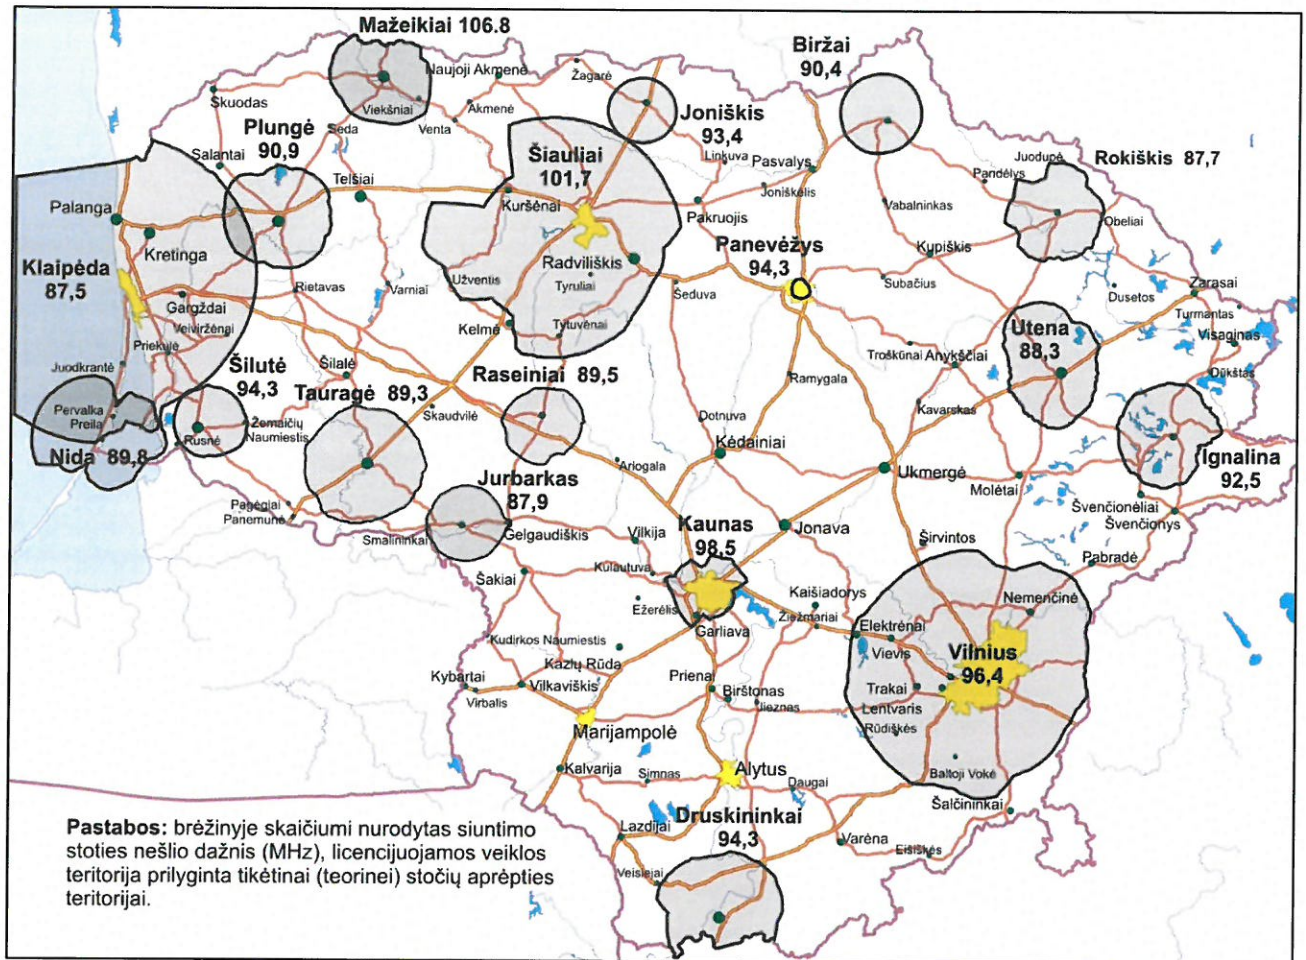 Mažeikiai 106.8
Biržai
90,4
Naujoji Akmenė
Žagarė
Skuodas
Viekšniai
Akmenė
Joniškis
93,4
Plungė
90,9
Seda
Venta
Šiauliai
101,7
Linkuva
Pasvalys
Juodupė
Rokiškis 87,7
Salantai
Telšiai
Joniškėlis
Pandėlys
Palanga
Kuršėnai
Pakruojis
Vabalninkas
Obeliai
Kretinga
Panevėžys
94,3
Kupiškis
Klaipėda
87,5
Radviliškis
Gargždai
Rietavas
Varniai
Užventis
Tyruliai
Šeduva
Subačius
Dusetos
Zarasai
Turmantas
Veiviržėnai
Kelmė
Tytuvėnai
Utena
88,3
Visaginas
Priekulė
Troškūnai
Anykščiai
Juodkrantė
Šilutė
94,3
Šilalė
Raseiniai 89,5
Ramygala
Dūkštas
Tauragė 89,3
Skaudvilė
Kavarskas
Pervalka
Preila
Žemaičių
Naumiestis
Dotnuva
Rusnė
Kėdainiai
Nida 89,8
Ariogala
Ukmergė
Ignalina
92,5
Jurbarkas
87,9
Molėtai
Pagėgiai
Panemunė
Švenčionėliai
Švenčionys
Smalininkai
Gelgaudiškis
Vilkija
Kaunas
98,5
Jonava
Širvintos
Pabradė
Šakiai
Kulautuva
Kaišiadorys
Nemenčinė
Ežerėlis
Žiežmariai
Garliava
Elektrėnai
Vievis
Vilnius
96,4
Kudirkos Naumiestis
Kazlų Rūda
Kybartai
Virbalis
Vilkaviškis
Prienai
Birštonas
Jieznas
Trakai
Lentvaris
Rūdiškės
Marijampolė
Kalvarija
Simnas
Alytus
Daugai
Baltoji Vokė
Šalčininkai
Druskininkai
94,3
Lazdijai
Varėna
Eišiškės
Veisiejai
Pastabos: brėžinyje skaičiumi nurodytas siuntimo
stoties nešlio dažnis (MHz), licencijuojamos veiklos
teritorija prilyginta tikėtinai (teorinei) stočių aprėpties
teritorijai.